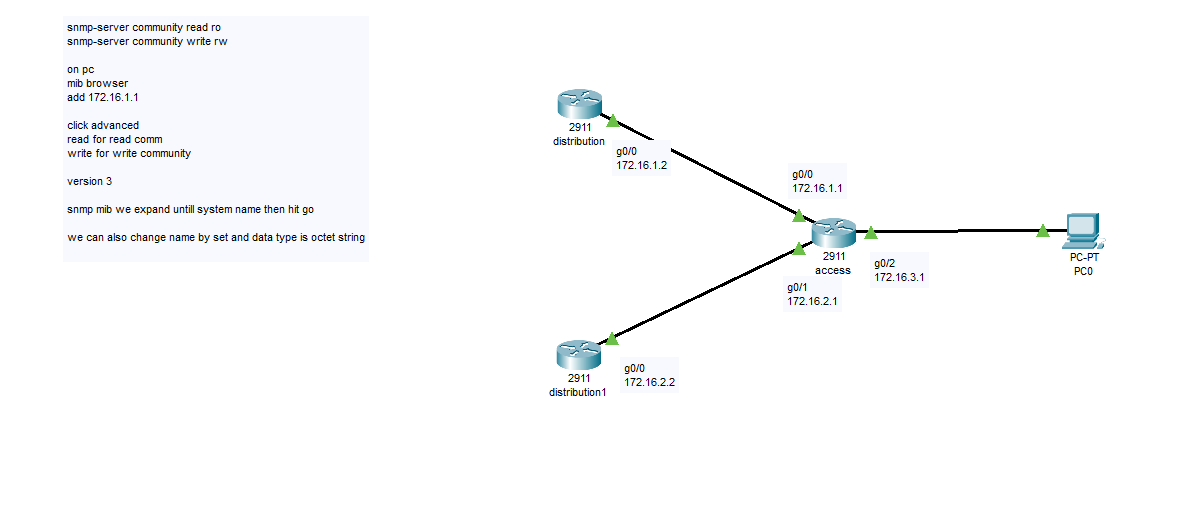 snmp-server community read ro
snmp-server community write rw
on pc
mib browser
add 172.16.1.1
click advanced
read for read comm
write for write community
version 3
snmp mib we expand untill system name then hit go
we can also change name by set and data type is octet string
2911
distribution
g0/0
172.16.1.2
g0/0
172.16.1.1
2911
access
g0/2
172.16.3.1
PC-PT
PC0
g0/1
172.16.2.1
2911
distribution1
g0/0
172.16.2.2